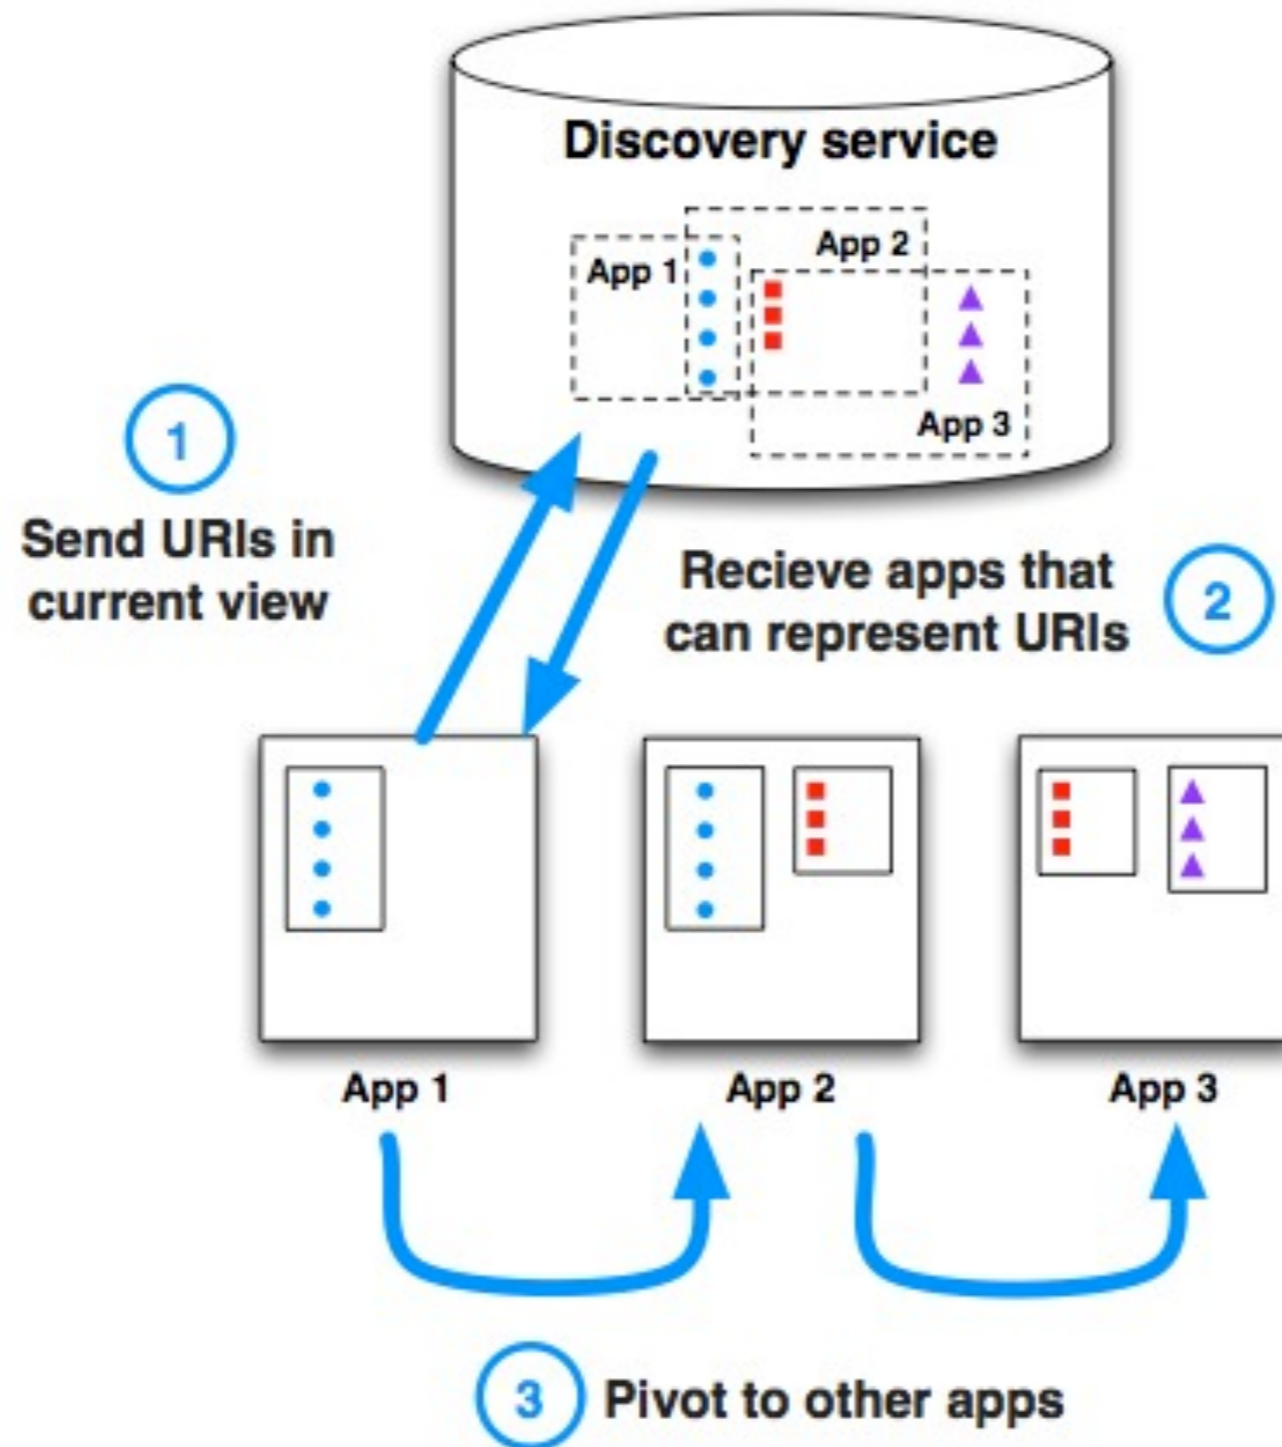 Discovery service
App 2
App 1
App 3
1
Send URIs in
current view
Recieve apps that
can represent URIs
2
App 1
App 2
App 3
3
Pivot to other apps